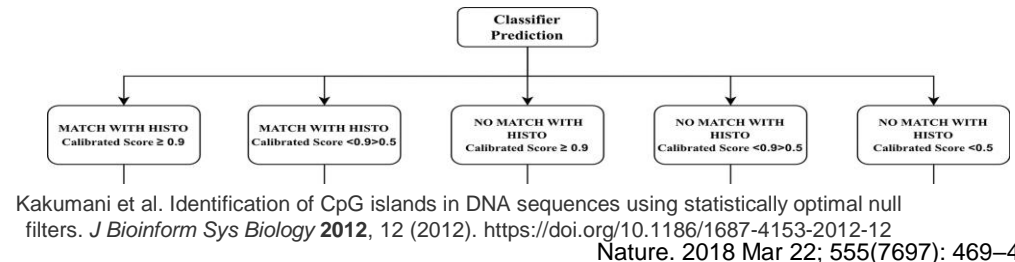 Classifier
Prediction
MATCH WITH HISTO
Calibrated Score ≥ 0.9
MATCH WITH HISTO
Calibrated Score <0.9>0.5
NO MATCH WITH
HISTO
Calibrated Score ≥ 0.9
NO MATCH WITH
HISTO
Calibrated Score <0.9>0.5
NO MATCH WITH
HISTO
Calibrated Score <0.5
Kakumani et al. Identification of CpG islands in DNA sequences using statistically optimal null
filters. J Bioinform Sys Biology 2012, 12 (2012). https://doi.org/10.1186/1687-4153-2012-12
Nature. 2018 Mar 22; 555(7697): 469–4